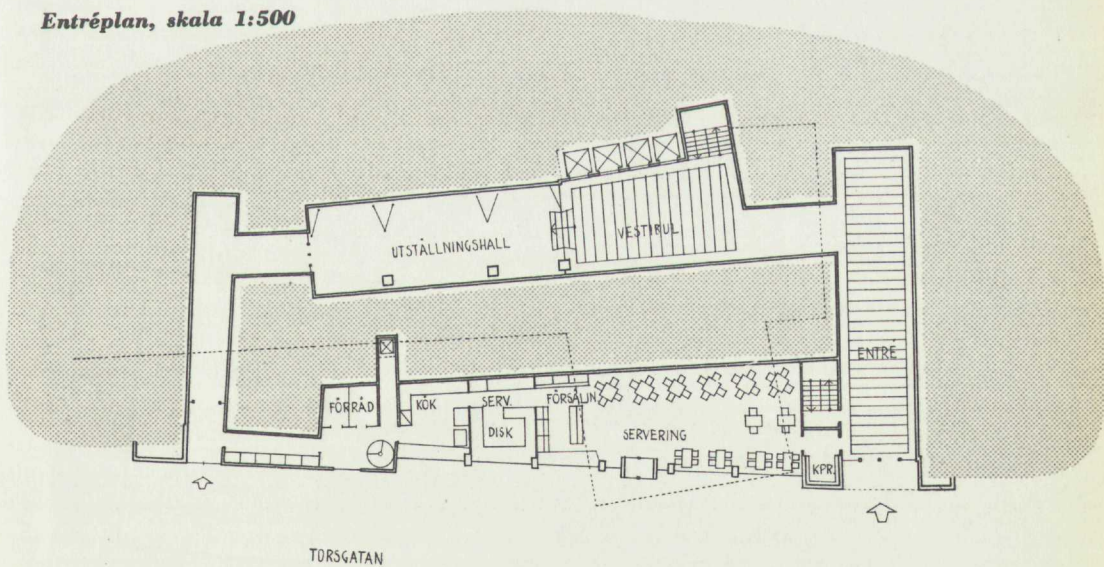 Entréplan, skala 1:500
UTSTÄLLNINGSHALL
VESTIBUL
ENTRÉ
FÖRRÅD
KÖK
SERV.
DISK
FÖRSÄLJN
SERVERING
KPR.
TORSGATAN